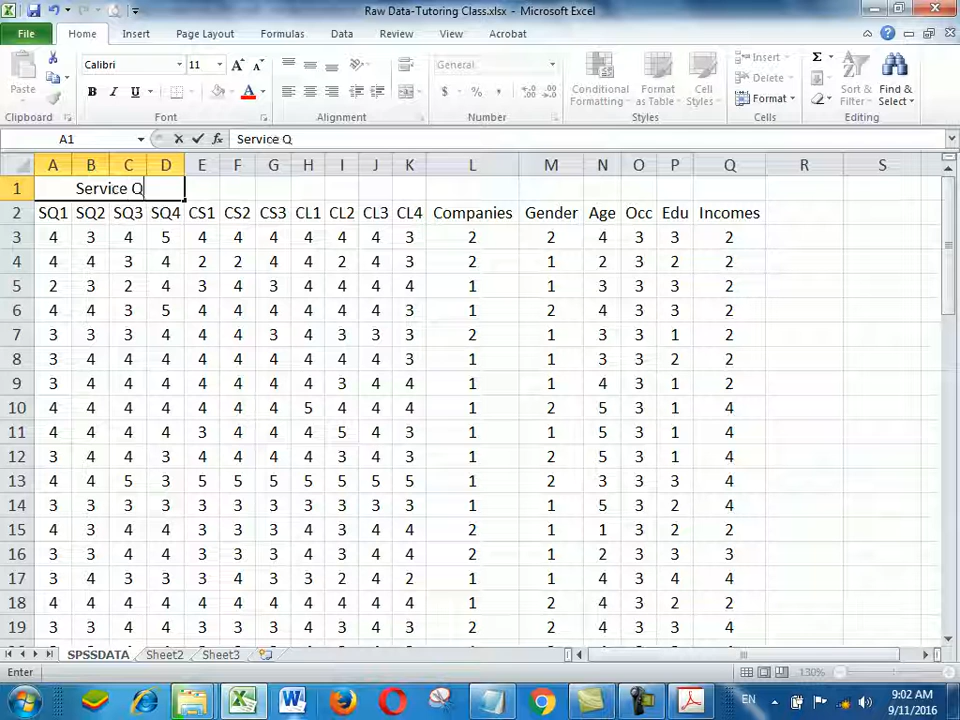 Raw Data-Tutoring Class.xlsx - Microsoft Excel
File Home Insert Page Layout Formulas Data Review View Acrobat
Calibri 11 General
Paste
B I U
$ % ,
Conditional Formatting
Format as Table
Cell Styles
Insert
Delete
Format
Σ
Sort & Filter
Find & Select
Clipboard Font Alignment Number Styles Cells Editing
A1 fx Service Q
A B C D E F G H I J K L M N O P Q R S
1 Service Q
2 SQ1 SQ2 SQ3 SQ4 CS1 CS2 CS3 CL1 CL2 CL3 CL4 Companies Gender Age Occ Edu Incomes
3 4 3 4 5 4 4 4 4 4 4 3 2 2 4 3 3 2
4 4 4 3 4 2 2 4 4 2 4 3 2 1 2 3 2 2
5 2 3 2 4 3 4 3 4 4 4 4 1 1 3 3 3 2
6 4 4 3 5 4 4 4 4 4 4 3 1 2 4 3 3 2
7 3 3 3 4 4 4 3 4 3 3 3 2 1 3 3 1 2
8 3 4 4 4 4 4 4 4 4 4 3 1 1 3 3 2 2
9 3 4 4 4 4 4 4 4 3 4 4 1 1 4 3 1 2
10 4 4 4 4 4 4 4 5 4 4 4 1 2 5 3 1 4
11 4 4 4 4 3 4 4 4 5 4 3 1 1 5 3 1 4
12 3 4 4 3 4 4 4 4 3 4 3 1 2 5 3 1 4
13 4 4 5 3 5 5 5 5 5 5 5 1 2 3 3 3 4
14 3 3 3 3 3 3 3 3 3 3 3 1 1 5 3 2 4
15 4 3 4 4 3 3 3 4 3 4 4 2 1 1 3 2 2
16 3 3 4 4 3 3 3 4 3 4 4 2 1 2 3 3 3
17 3 4 3 3 3 4 3 3 2 4 2 1 1 4 3 4 4
18 4 4 4 4 4 4 4 4 4 4 4 1 2 4 3 2 2
19 3 3 4 4 3 3 3 4 3 4 3 2 2 4 3 3 4
SPSSDATA Sheet2 Sheet3
Enter 130%
EN
9:02 AM
9/11/2016